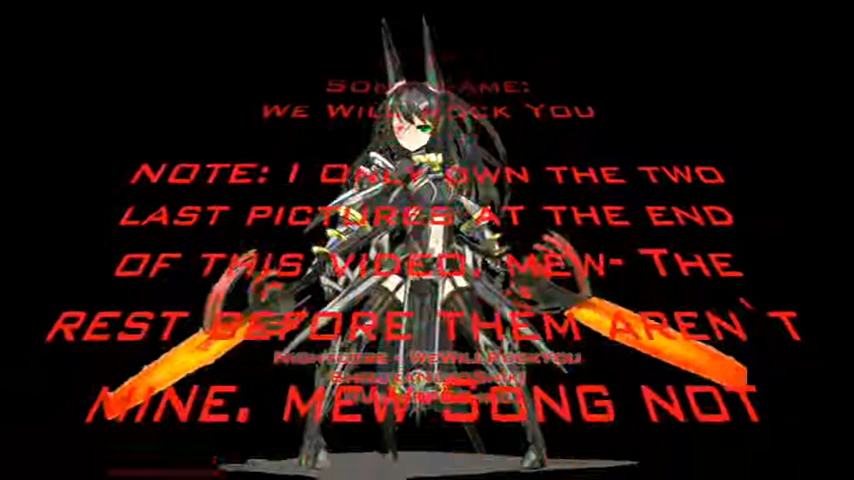 SONG NAME:
WE WILL ROCK YOU
NOTE: I ONLY OWN THE TWO
LAST PICTURES AT THE END
OF THIS VIDEO. MEW- THE
REST BEFORE THEM AREN`T
NIGHTCORE - WEWILLROCKYOU
MINE. MEW SONG NOT